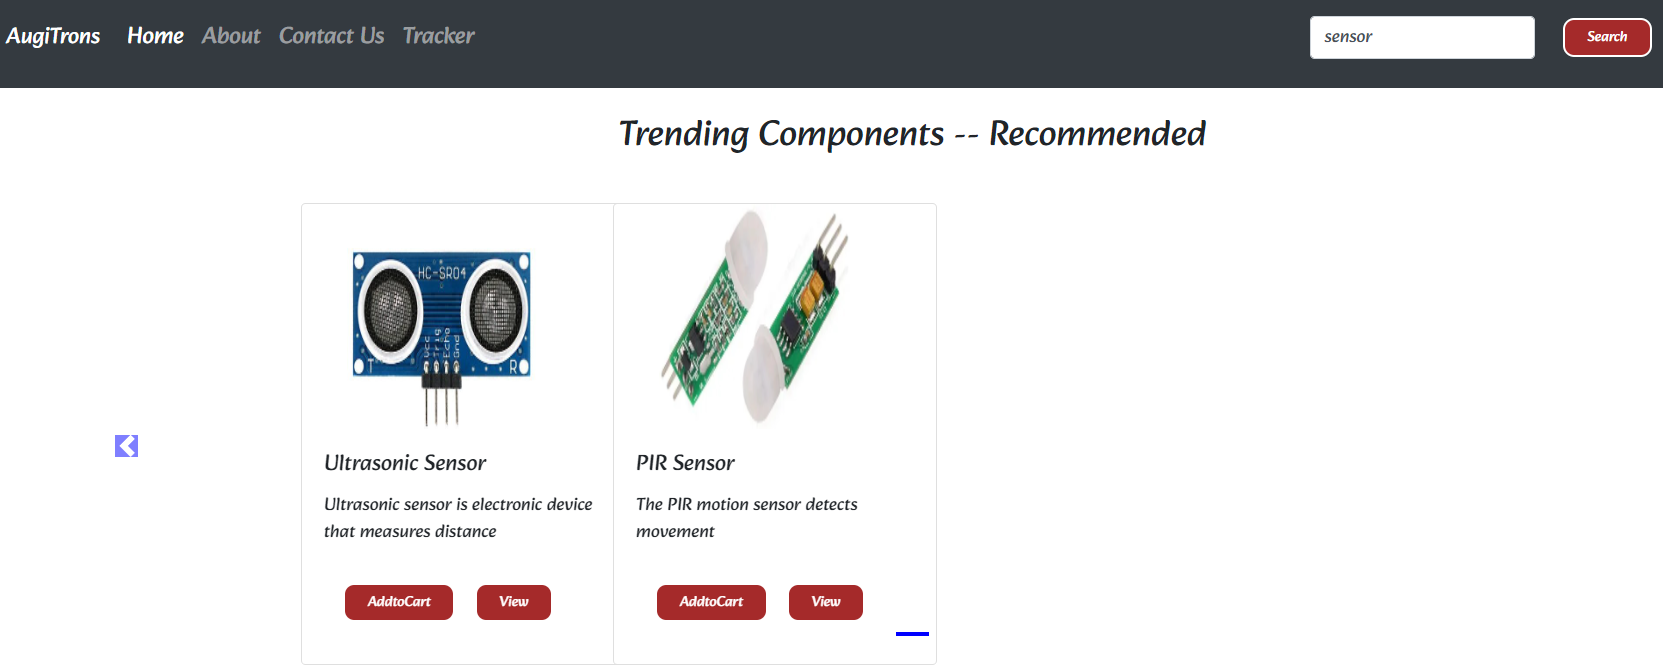 AugiTrons Home About Contact Us Tracker sensor Search
Trending Components -- Recommended
HC-SR04
Vcc
Trig
Echo
Gnd
T R
Ultrasonic Sensor
Ultrasonic sensor is electronic device
that measures distance
AddtoCart View
PIR Sensor
The PIR motion sensor detects
movement
AddtoCart View